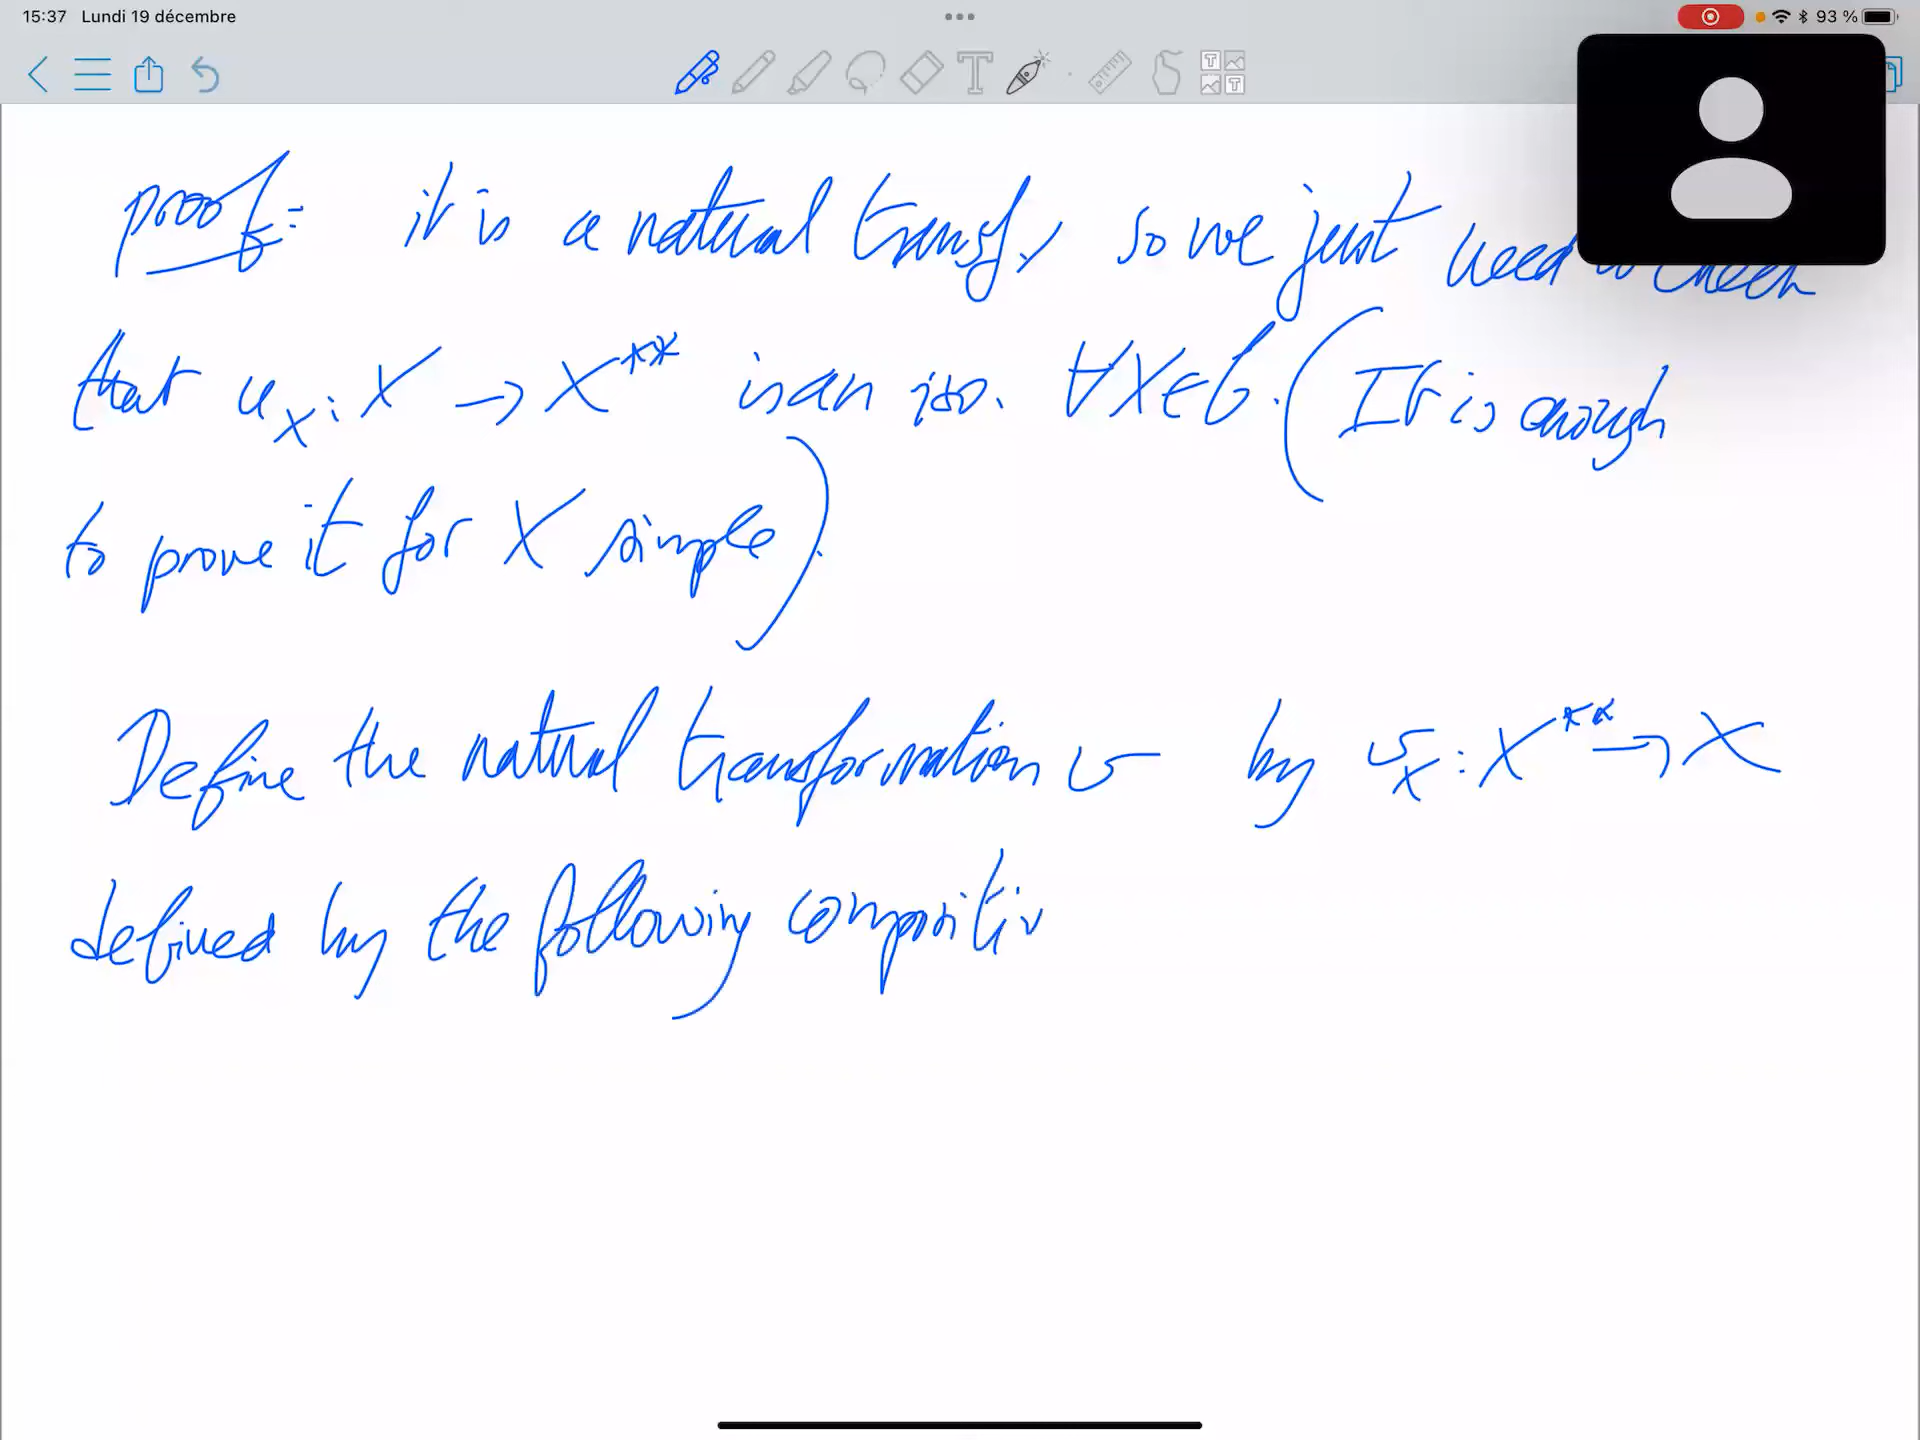 15:37 Lundi 19 décembre 93 %
proof: it is a natural transf, so we just need to check
that u_X : X → X** is an iso. ∀X∈C. (It is enough
to prove it for X simple).
Define the natural transformation v by v_X : X** → X
defined by the following compositi